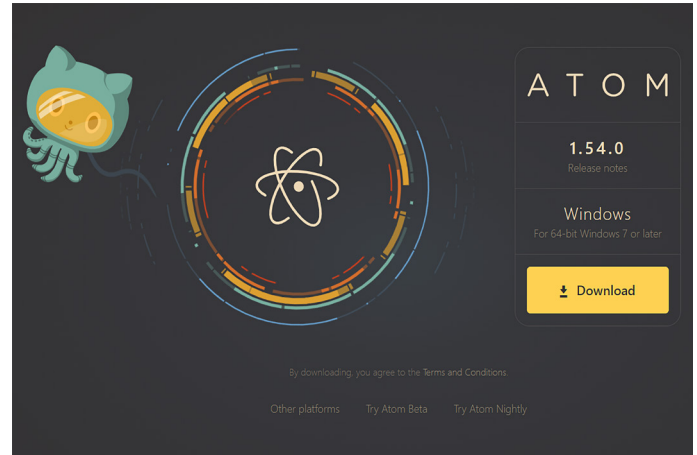 ATOM
1.54.0
Release notes
Windows
For 64-bit Windows 7 or later
Download
By downloading, you agree to the Terms and Conditions.
Other platforms Try Atom Beta Try Atom Nightly